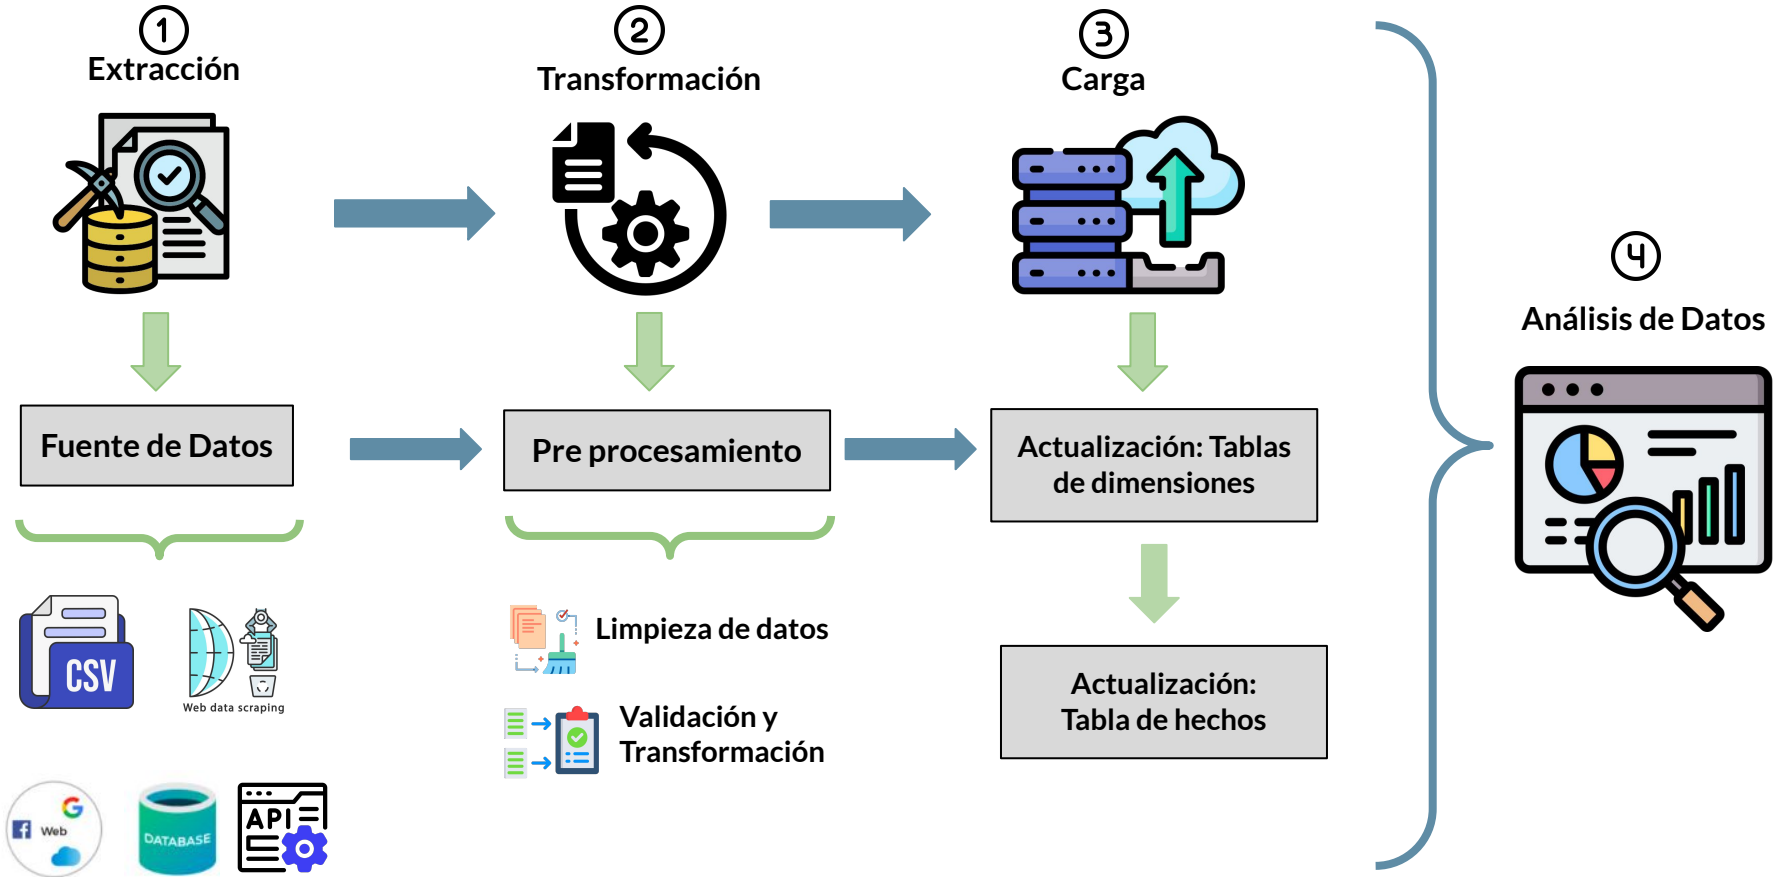 1
Extracción
2
Transformación
3
Carga
4
Análisis de Datos
Fuente de Datos
Pre procesamiento
Actualización: Tablas
de dimensiones
CSV
Web data scraping
Limpieza de datos
Validación y
Transformación
Actualización:
Tabla de hechos
G
f
Web
DATABASE
API